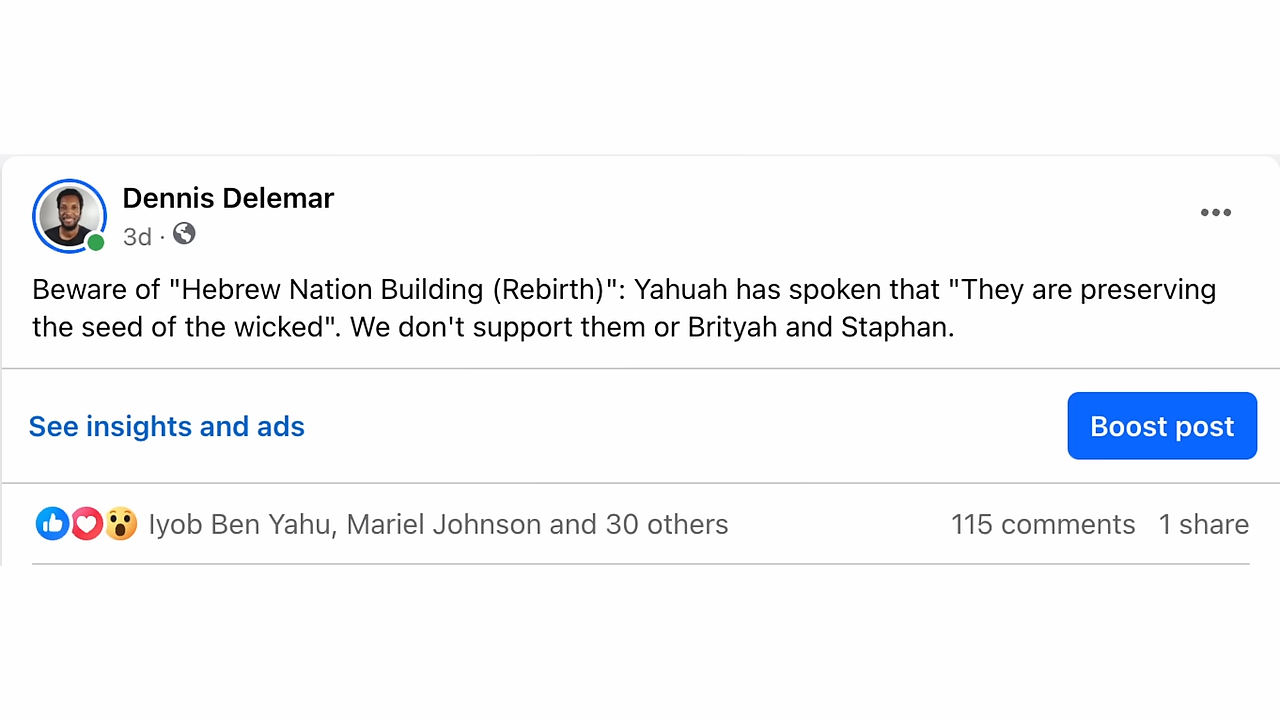 Dennis Delemar
3d ·
Beware of "Hebrew Nation Building (Rebirth)": Yahuah has spoken that "They are preserving
the seed of the wicked". We don't support them or Brityah and Staphan.
See insights and ads
Boost post
Iyob Ben Yahu, Mariel Johnson and 30 others
115 comments 1 share